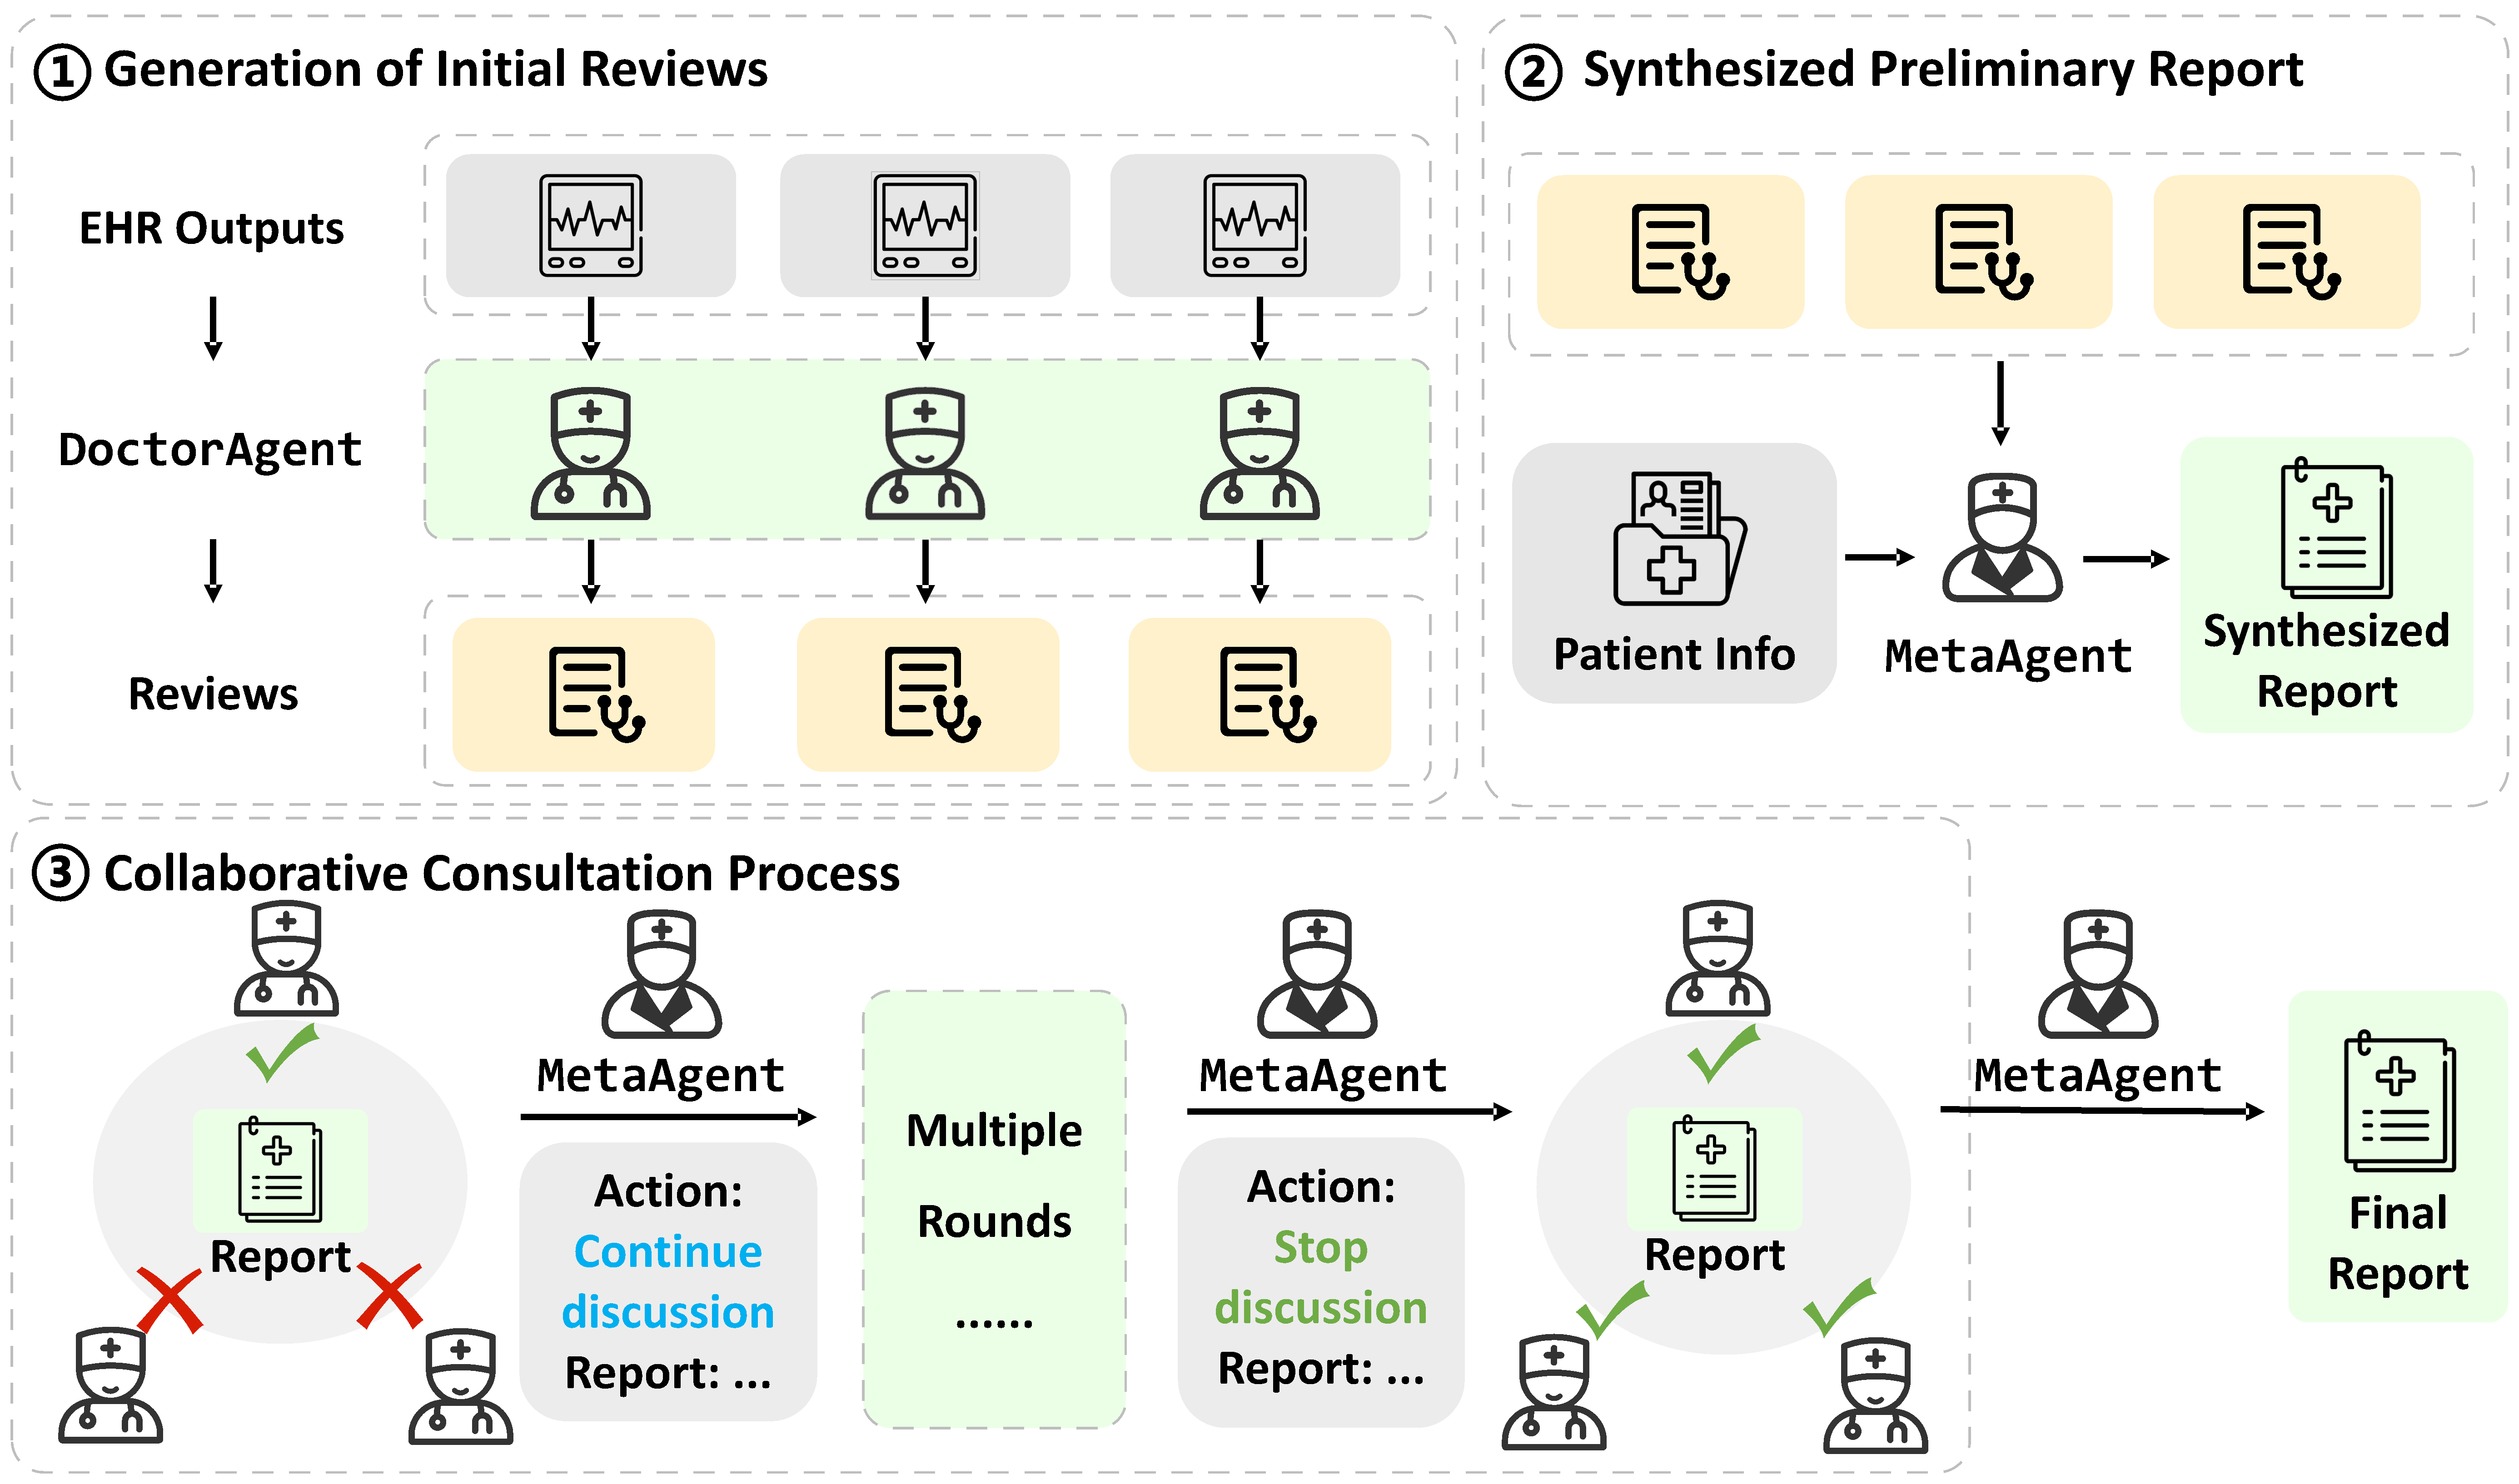 ① Generation of Initial Reviews
EHR Outputs
DoctorAgent
Reviews
② Synthesized Preliminary Report
Patient Info
MetaAgent
Synthesized
Report
③ Collaborative Consultation Process
Report
MetaAgent
Action:
Continue
discussion
Report: ...
Multiple
Rounds
......
MetaAgent
Action:
Stop
discussion
Report: ...
Report
MetaAgent
Final
Report